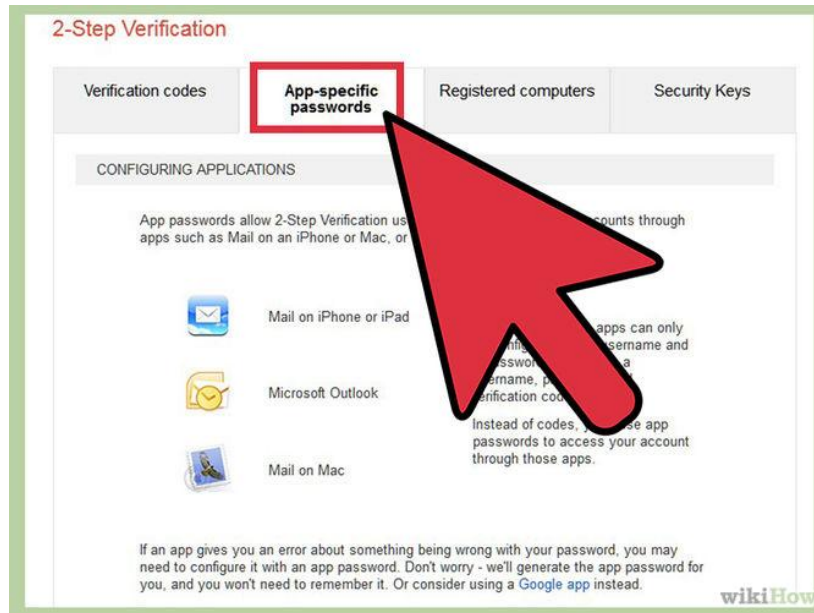 2-Step Verification
Verification codes
App-specific
passwords
Registered computers
Security Keys
CONFIGURING APPLICATIONS
App passwords allow 2-Step Verification through
apps such as Mail on an iPhone or Mac, or
Mail on iPhone or iPad
Microsoft Outlook
Mail on Mac
apps can only
username and
a
verification
Instead of codes, app
passwords to access your account
through those apps.
If an app gives you an error about something being wrong with your password, you may
need to configure it with an app password. Don't worry - we'll generate the app password for
you, and you won't need to remember it. Or consider using a Google app instead.
wikiHow